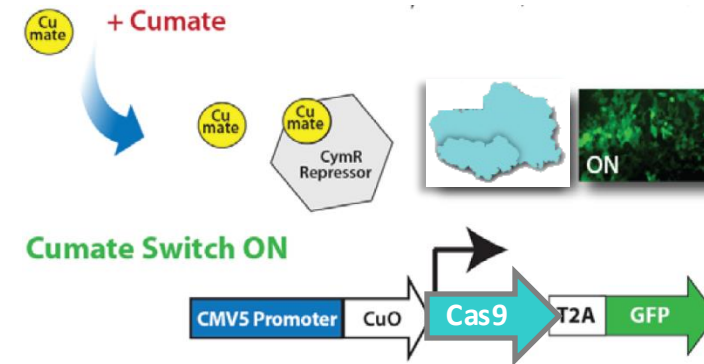 Cu
mate
+ Cumate
Cu
mate
Cu
mate
CymR
Repressor
ON
Cumate Switch ON
CMV5 Promoter
CuO
Cas9
T2A
GFP